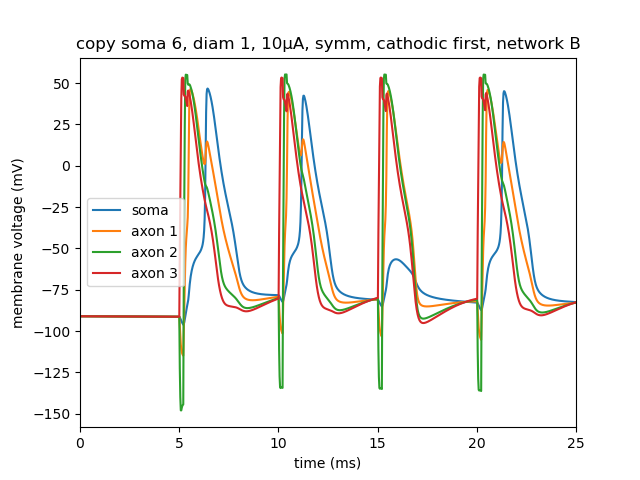 copy soma 6, diam 1, 10μA, symm, cathodic first, network B
membrane voltage (mV)
50
25
0
−25
−50
−75
−100
−125
−150
soma
axon 1
axon 2
axon 3
0 5 10 15 20 25
time (ms)